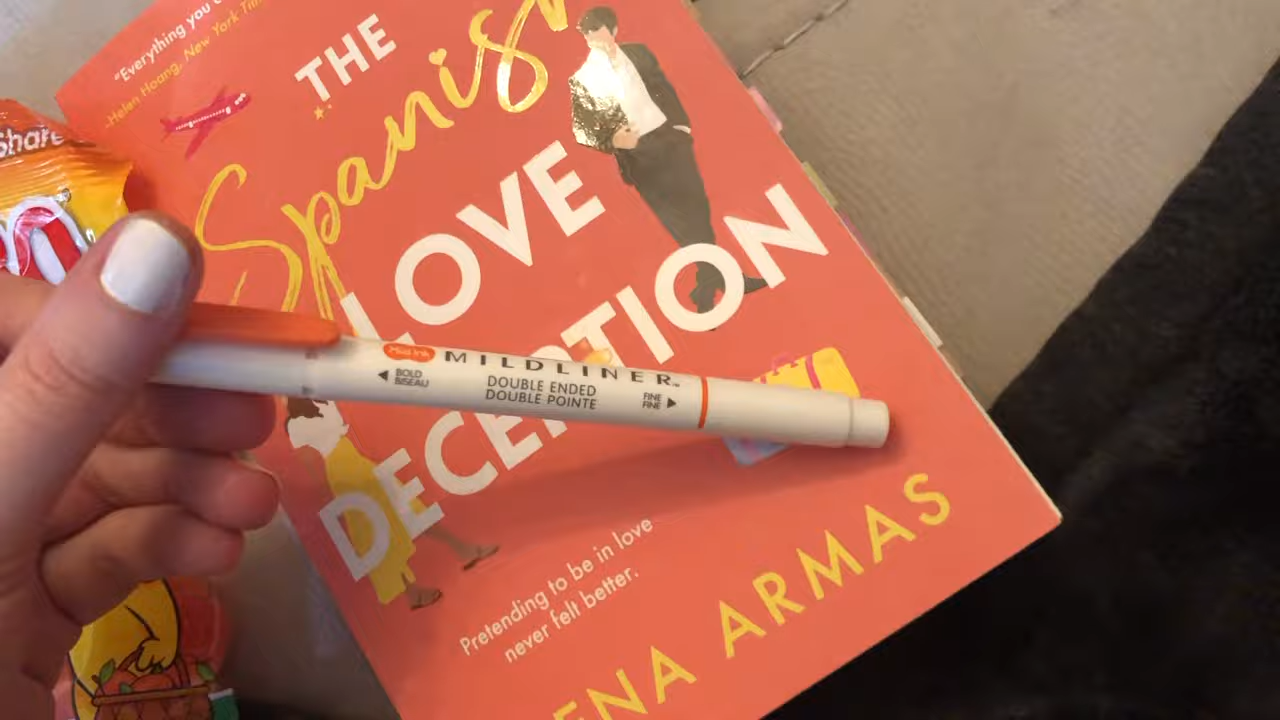 "Everything you
-Helen Hoang, New York
THE
Spanish
LOVE
DECEPTION
Share
Mild Ink MILDLINER™
BOLD
BISEAU
DOUBLE ENDED
DOUBLE POINTE
FINE
FINE
Pretending to be in love
never felt better.
ENA ARMAS